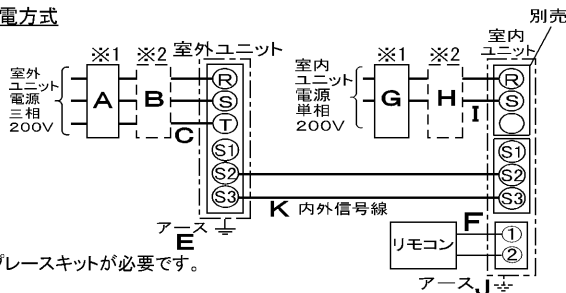 電方式
別売
※1 ※2 室外ユニット
※1 ※2 室内
ユニット
室外
ユニット
電源
三相
200V
A B C
R
S
T
S1
S2
S3
室内
ユニット
電源
単相
200V
G H I
R
S
S1
S2
S3
K 内外信号線
アース
E
F
リモコン
1
2
プレースキットが必要です。
アース J